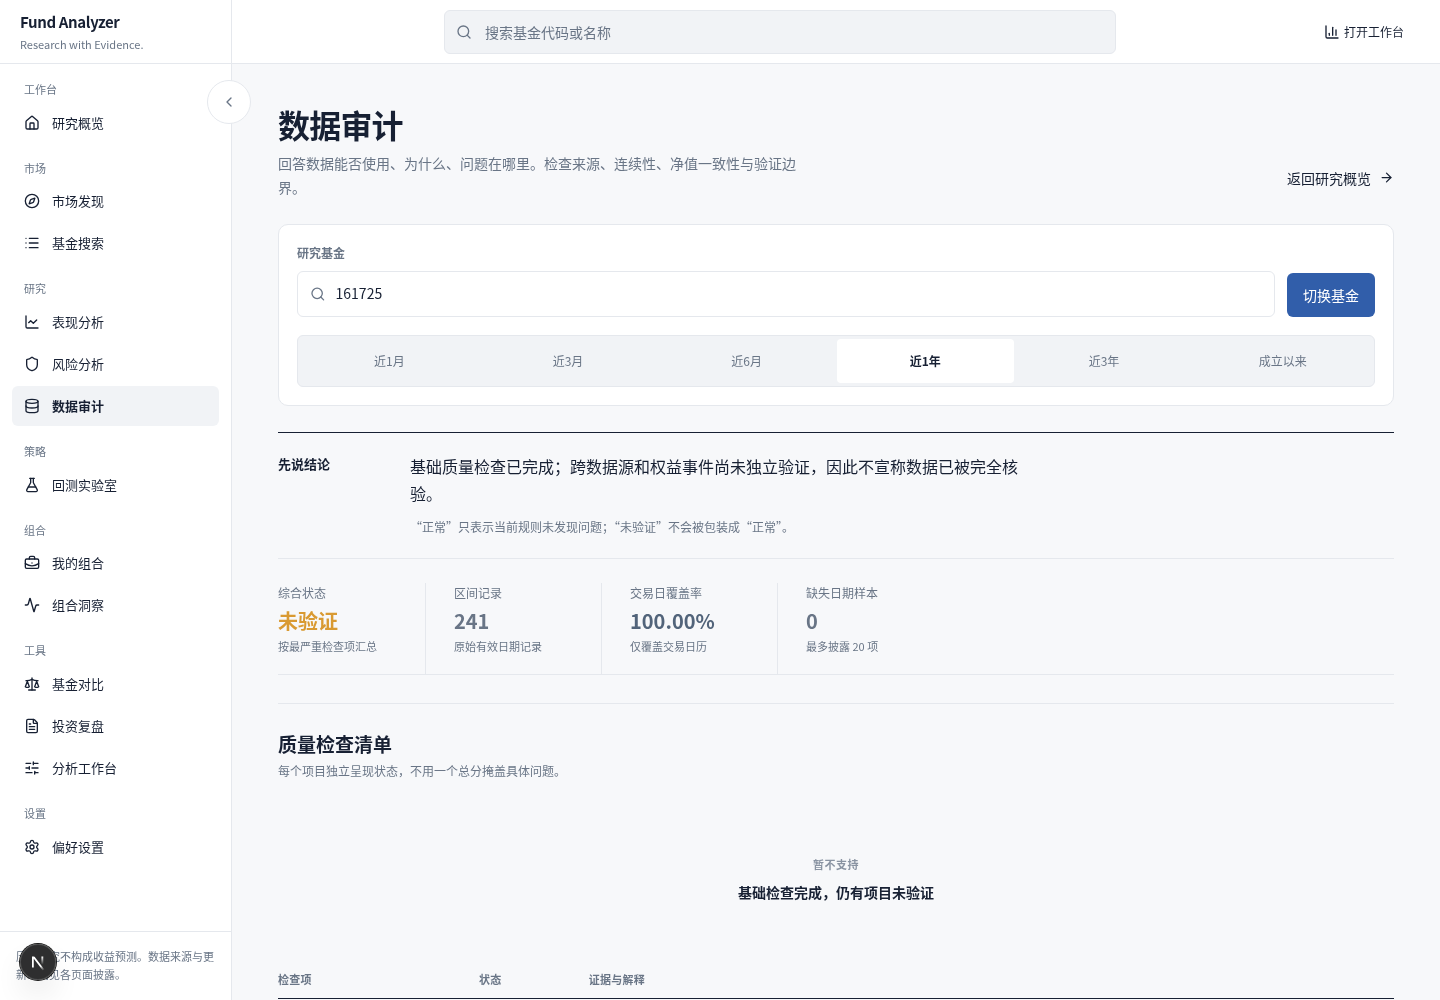 Fund Analyzer
Research with Evidence.
搜索基金代码或名称
打开工作台
工作台
研究概览
市场
市场发现
基金搜索
研究
表现分析
风险分析
数据审计
策略
回测实验室
组合
我的组合
组合洞察
工具
基金对比
投资复盘
分析工作台
设置
偏好设置
不构成收益预测。数据来源与更
各页面披露。
数据审计
回答数据能否使用、为什么、问题在哪里。检查来源、连续性、净值一致性与验证边
界。
返回研究概览
研究基金
161725
切换基金
近1月
近3月
近6月
近1年
近3年
成立以来
先说结论
基础质量检查已完成；跨数据源和权益事件尚未独立验证，因此不宣称数据已被完全核
验。
“正常”只表示当前规则未发现问题；“未验证”不会被包装成“正常”。
综合状态
未验证
按最严重检查项汇总
区间记录
241
原始有效日期记录
交易日覆盖率
100.00%
仅覆盖交易日历
缺失日期样本
0
最多披露 20 项
质量检查清单
每个项目独立呈现状态，不用一个总分掩盖具体问题。
暂不支持
基础检查完成，仍有项目未验证
检查项
状态
证据与解释